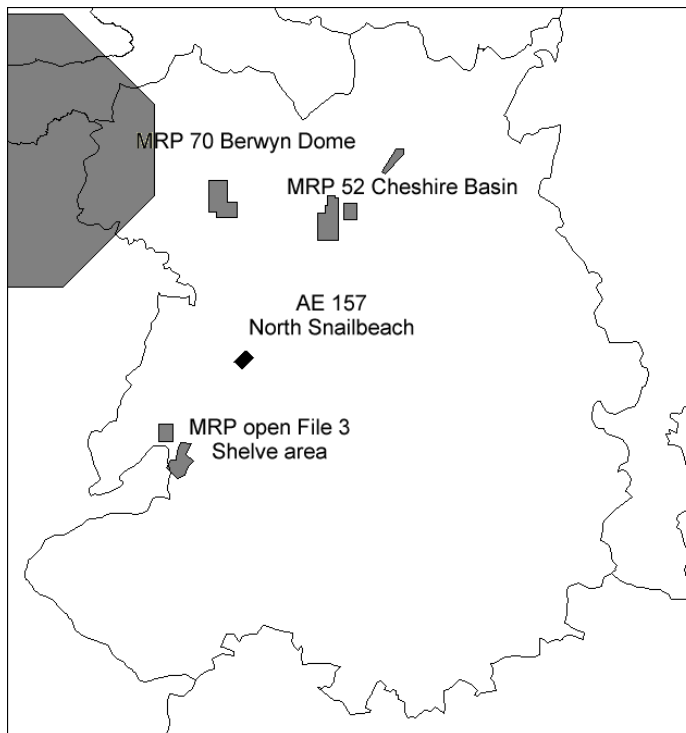 MRP 70 Berwyn Dome
MRP 52 Cheshire Basin
AE 157
North Snailbeach
MRP open File 3
Shelve area